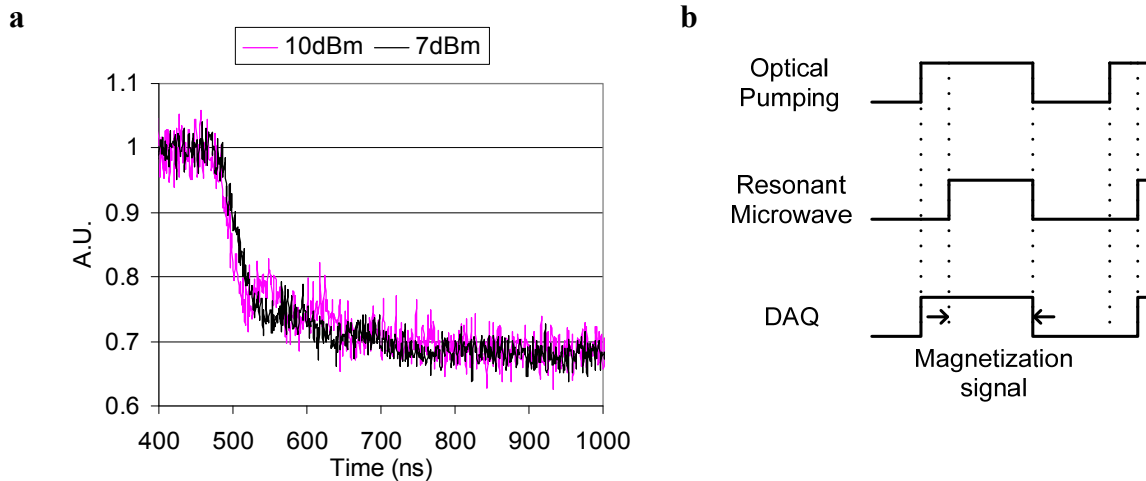 a
10dBm 7dBm
1.1
1
0.9
0.8
0.7
0.6
A.U.
400 500 600 700 800 900 1000
Time (ns)
b
Optical
Pumping
Resonant
Microwave
DAQ
Magnetization
signal